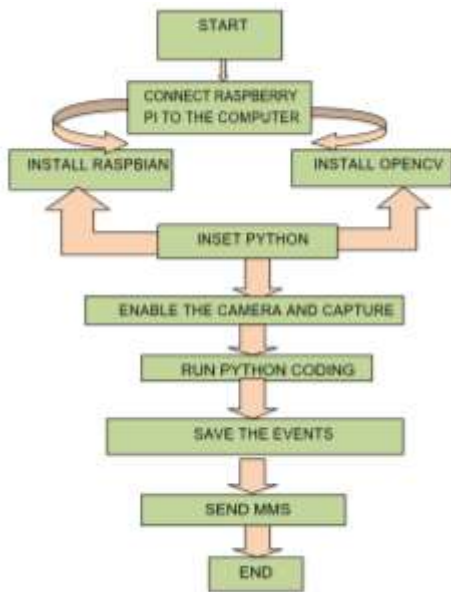 START
CONNECT RASPBERRY
PI TO THE COMPUTER
INSTALL RASPBIAN
INSTALL OPENCV
INSET PYTHON
ENABLE THE CAMERA AND CAPTURE
RUN PYTHON CODING
SAVE THE EVENTS
SEND MMS
END